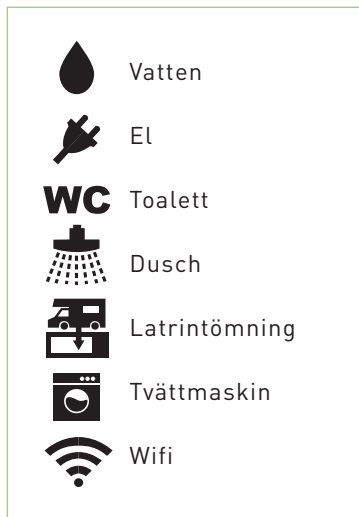 Vatten
El
WC Toalett
Dusch
Latrintömning
Tvättmaskin
Wifi